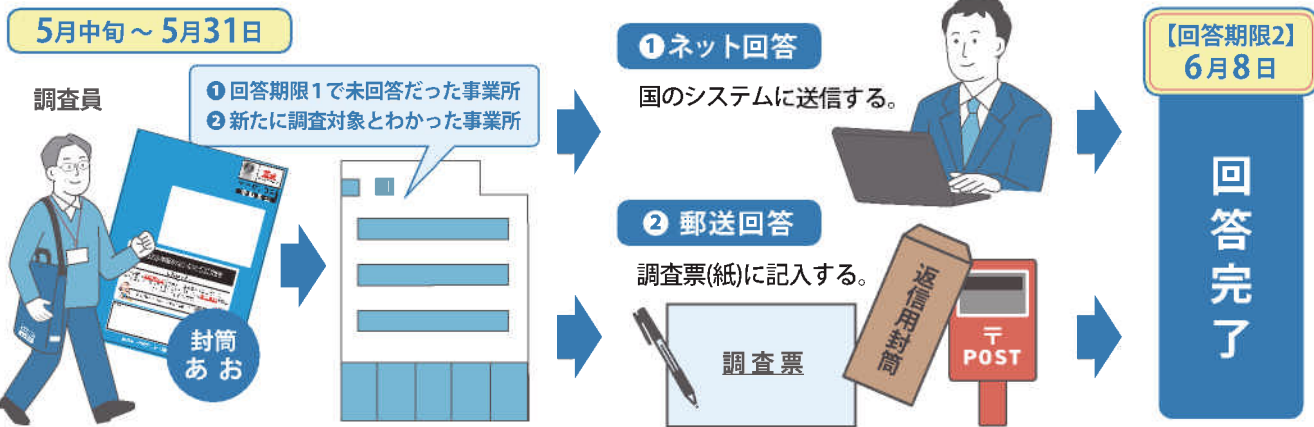 5月中旬～5月31日
調査員
❶ 回答期限1で未回答だった事業所
❷ 新たに調査対象とわかった事業所
封筒
あお
❶ネット回答
国のシステムに送信する。
❷ 郵送回答
調査票(紙)に記入する。
調査票
返信用封筒
〒
POST
【回答期限2】
6月8日
回答完了